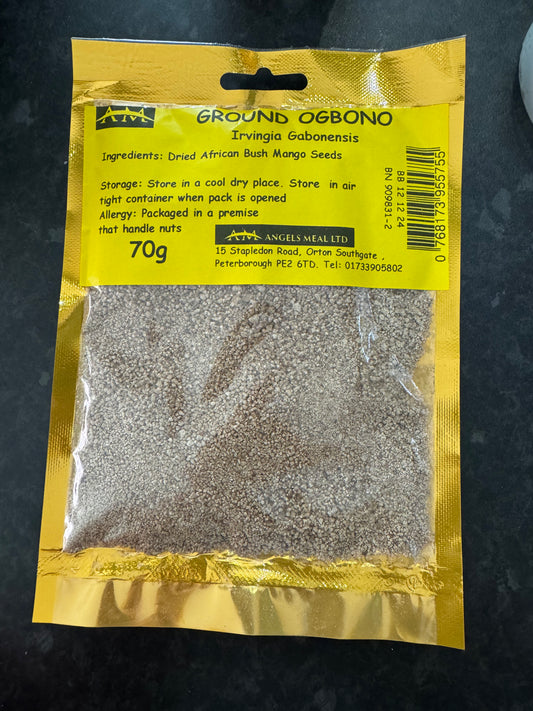 AM
GROUND OGBONO
Irvingia Gabonensis
Ingredients: Dried African Bush Mango Seeds
Storage: Store in a cool dry place. Store in air
tight container when pack is opened
Allergy: Packaged in a premise
that handle nuts
70g
AM ANGELS MEAL LTD
15 Stapledon Road, Orton Southgate ,
Peterborough PE2 6TD. Tel: 01733905802
BB 12 12 24
BN 909831-2
0 768173 955755